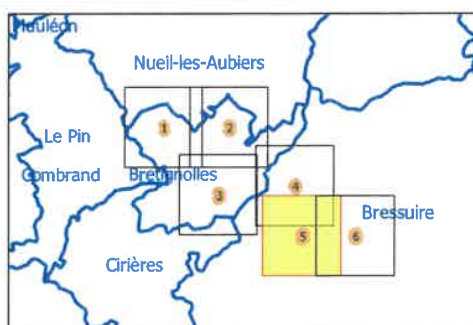 Mauléon
Nueil-les-Aubiers
1
2
Le Pin
Combrand
Bretignolles
3
4
Bressuire
5
6
Cirières